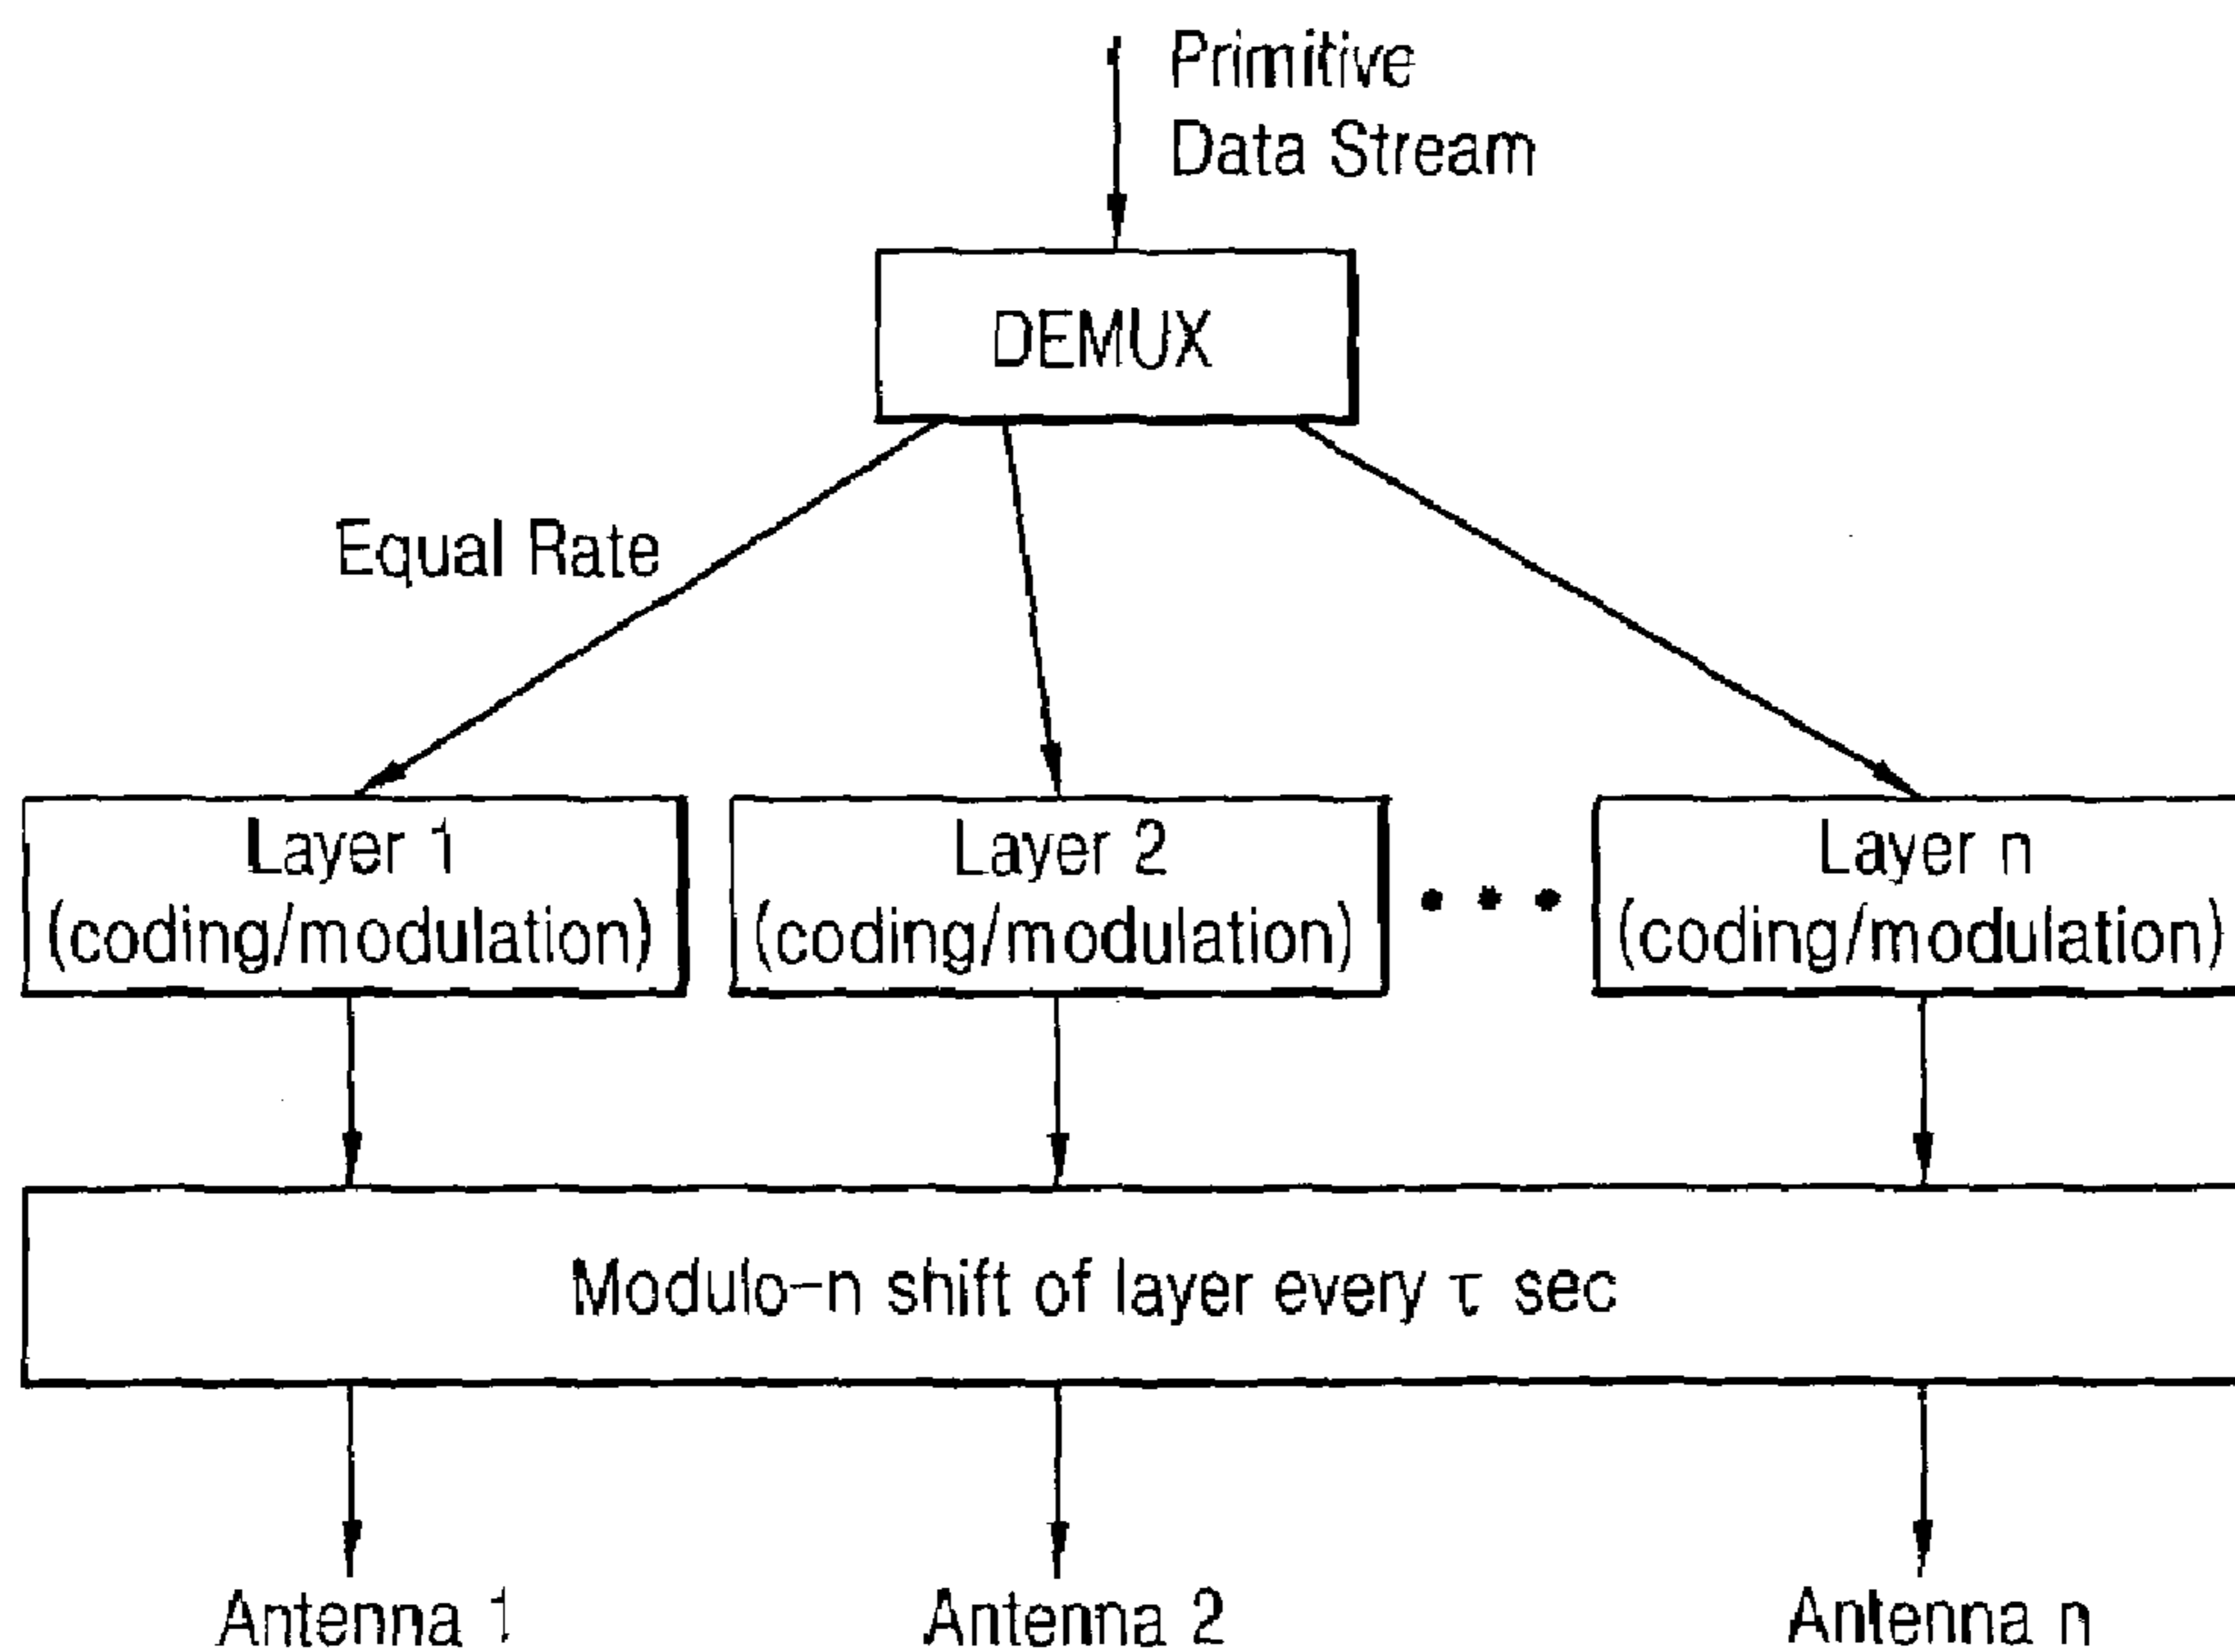 Primitive
Data Stream
DEMUX
Equal Rate
Layer 1
(coding/modulation)
Layer 2
(coding/modulation)
Layer n
(coding/modulation)
Modulo-n shift of layer every τ sec
Antenna 1
Antenna 2
Antenna n